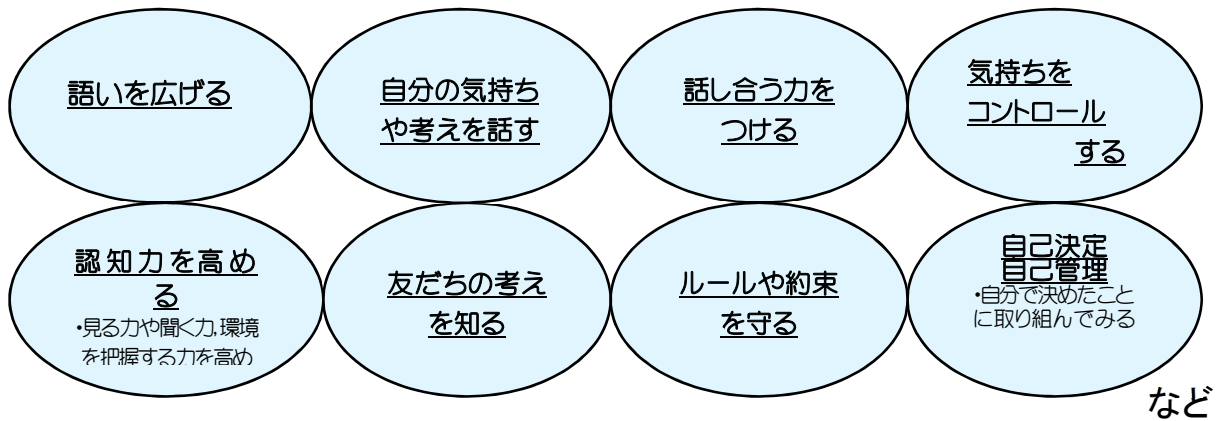 語いを広げる
自分の気持ち
や考えを話す
話し合う力を
つける
気持ちを
コントロール
する
認知力を高め
る
・見る力や聞く力,環境
を把握する力を高め
友だちの考え
を知る
ルールや約束
を守る
自己決定
自己管理
・自分で決めたこと
に取り組んでみる
など